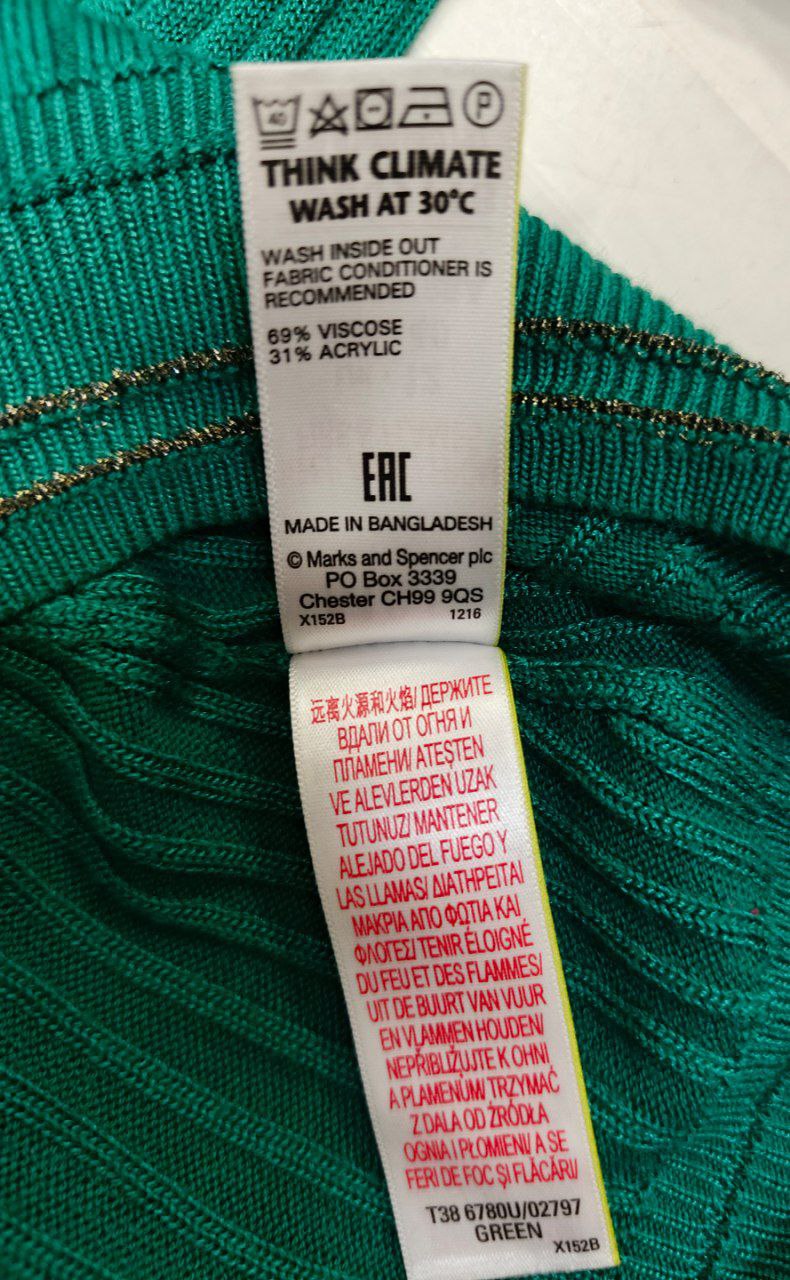 40
P
THINK CLIMATE
WASH AT 30°C
WASH INSIDE OUT
FABRIC CONDITIONER IS
RECOMMENDED
69% VISCOSE
31% ACRYLIC
EAC
MADE IN BANGLADESH
© Marks and Spencer plc
PO Box 3339
Chester CH99 9QS
X152B 1216
远离火源和火焰/ ДЕРЖИТЕ
ВДАЛИ ОТ ОГНЯ И
ПЛАМЕНИ/ ATEŞTEN
VE ALEVLERDEN UZAK
TUTUNUZ/ MANTENER
ALEJADO DEL FUEGO Y
LAS LLAMAS/ ΔΙΑΤΗΡΕΙΤΑΙ
ΜΑΚΡΙΑ ΑΠΟ ΦΩΤΙΑ ΚΑΙ
ΦΛΟΓΕΣ/ TENIR ÉLOIGNÉ
DU FEU ET DES FLAMMES/
UIT DE BUURT VAN VUUR
EN VLAMMEN HOUDEN/
NEPŘIBLIŽUJTE K OHNI
A PLAMENŮM/ TRZYMAĆ
Z DALA OD ŹRÓDŁA
OGNIA I PŁOMIENI/ A SE
FERI DE FOC ȘI FLĂCĂRI/
T38 6780U/02797
GREEN
X152B